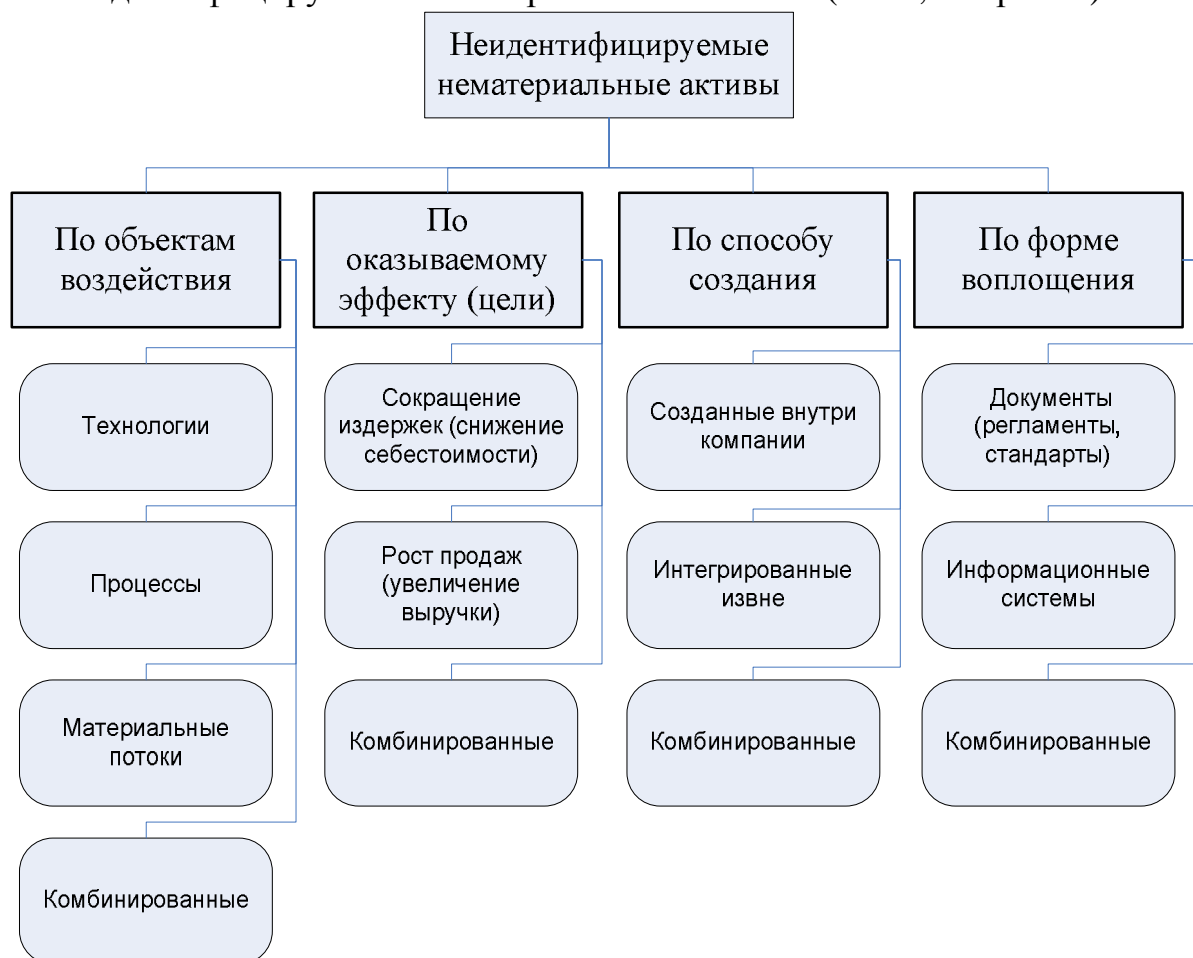 Неидентифицируемые
нематериальные активы
По объектам
воздействия
По
оказываемому
эффекту (цели)
По способу
создания
По форме
воплощения
Технологии
Процессы
Материальные
потоки
Комбинированные
Сокращение
издержек (снижение
себестоимости)
Рост продаж
(увеличение
выручки)
Комбинированные
Созданные внутри
компании
Интегрированные
извне
Комбинированные
Документы
(регламенты,
стандарты)
Информационные
системы
Комбинированные